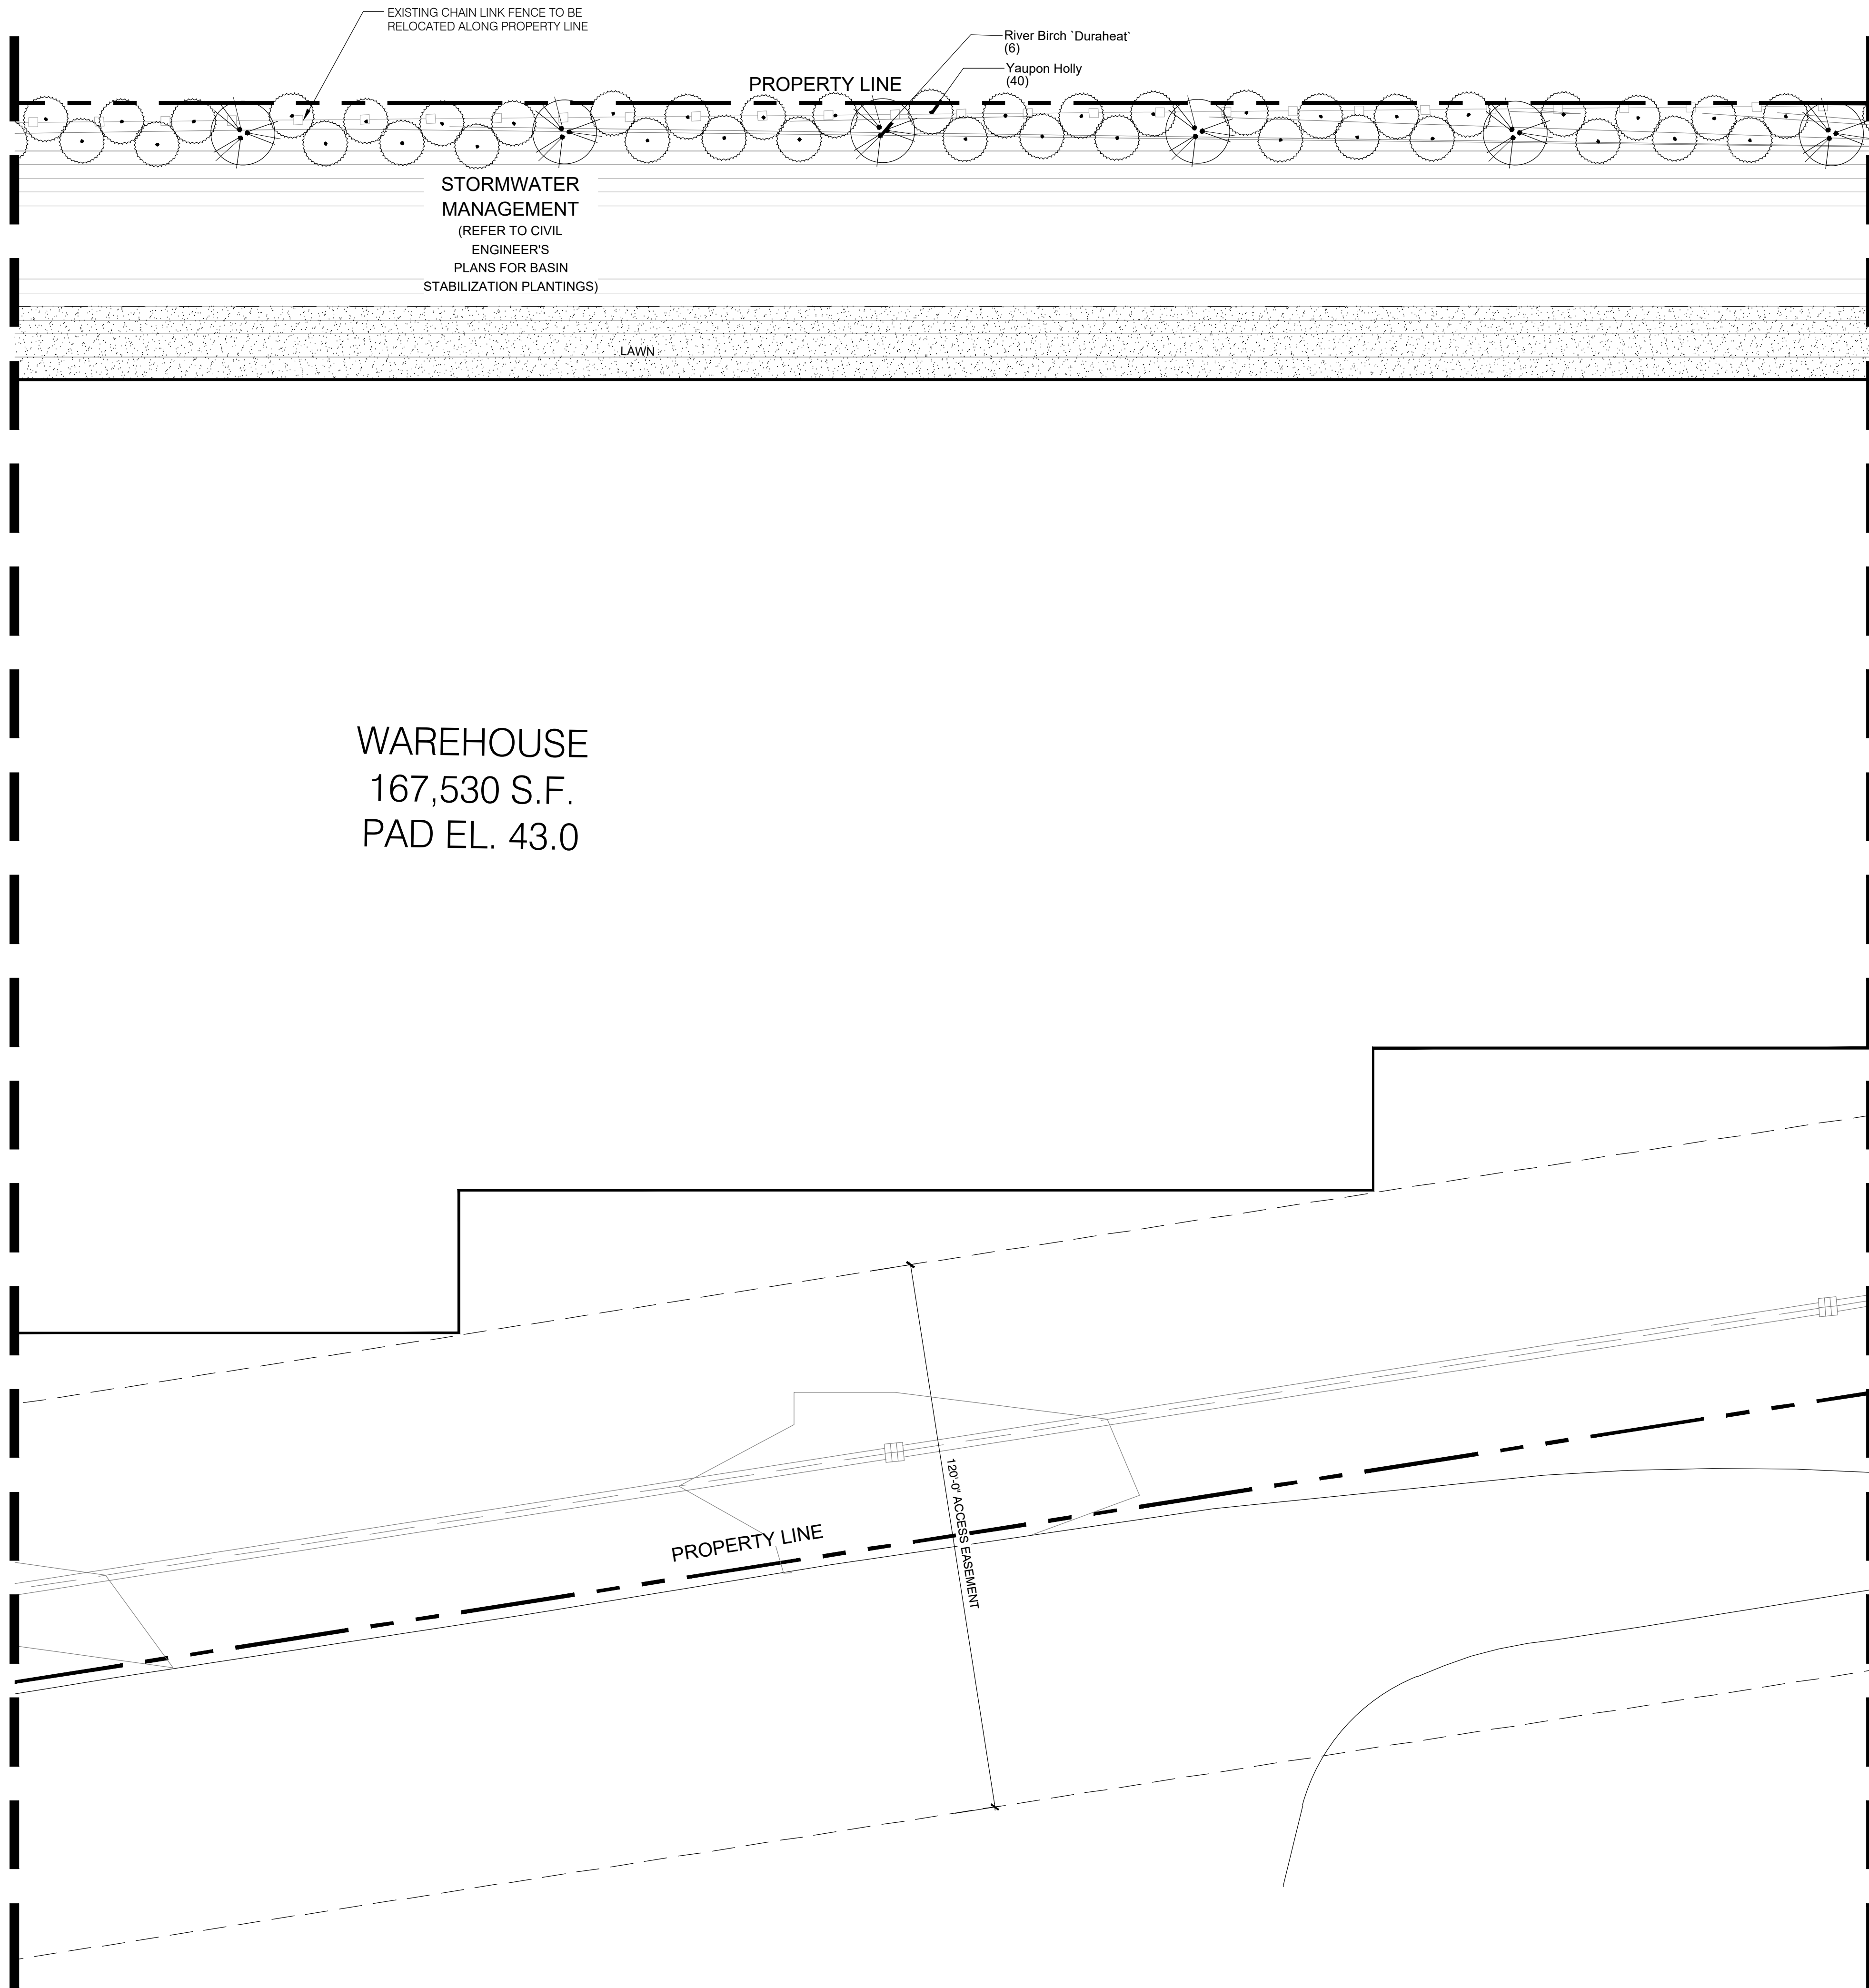 EXISTING CHAIN LINK FENCE TO BE
RELOCATED ALONG PROPERTY LINE
River Birch `Duraheat`
(6)
Yaupon Holly
(40)
PROPERTY LINE
STORMWATER
MANAGEMENT
(REFER TO CIVIL
ENGINEER'S
PLANS FOR BASIN
STABILIZATION PLANTINGS)
LAWN
WAREHOUSE
167,530 S.F.
PAD EL. 43.0
120'-0" ACCESS EASEMENT
PROPERTY LINE